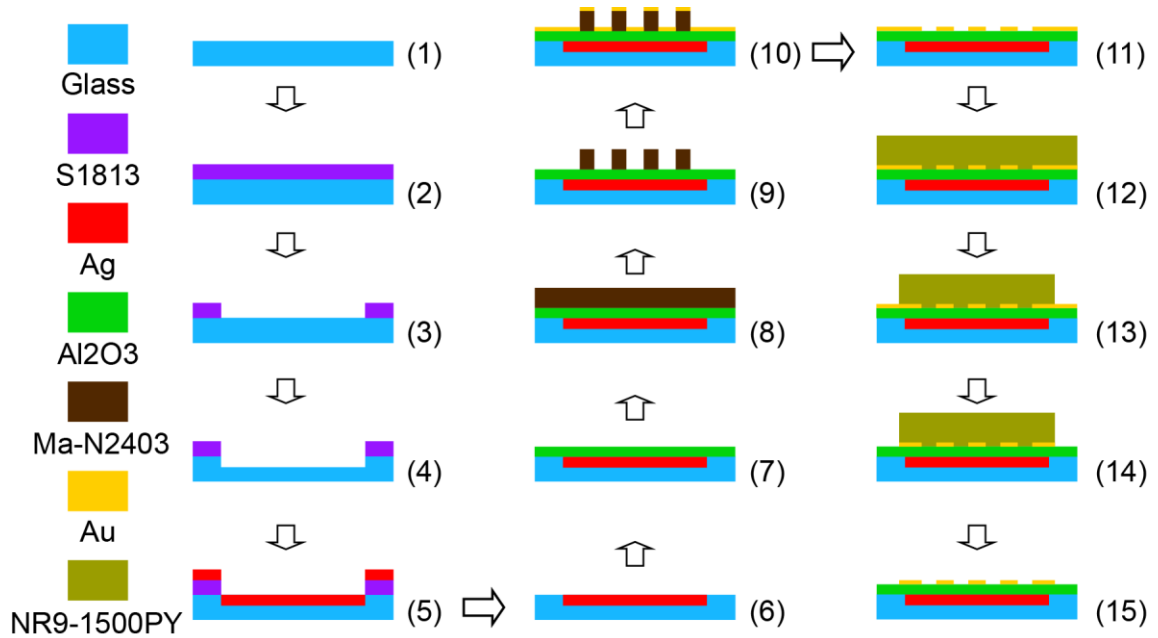 Glass
S1813
Ag
Al2O3
Ma-N2403
Au
NR9-1500PY
(1)
(2)
(3)
(4)
(5)
(6)
(7)
(8)
(9)
(10)
(11)
(12)
(13)
(14)
(15)